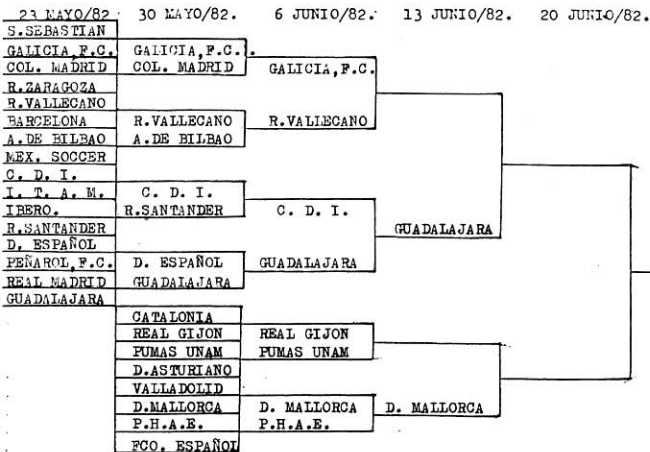 23 MAYO/82 30 MAYO/82. 6 JUNIO/82. 13 JUNIO/82. 20 JUNIO/82.
S.SEBASTIAN
GALICIA,F.C. GALICIA,F.C.
COL. MADRID COL. MADRID GALICIA,F.C.
R.ZARAGOZA
R.VALLECANO
BARCELONA R.VALLECANO R.VALLECANO
A.DE BILBAO A.DE BILBAO
MEX. SOCCER
C. D. I.
I. T. A. M. C. D. I.
IBERO. R.SANTANDER C. D. I.
R.SANTANDER GUADALAJARA
D. ESPAÑOL
PEÑAROL,F.C. D. ESPAÑOL GUADALAJARA
REAL MADRID GUADALAJARA
GUADALAJARA
CATALONIA
REAL GIJON REAL GIJON
PUMAS UNAM PUMAS UNAM
D.ASTURIANO
VALLADOLID
D.MALLORCA D. MALLORCA D. MALLORCA
P.H.A.E. P.H.A.E.
FCO. ESPAÑOL